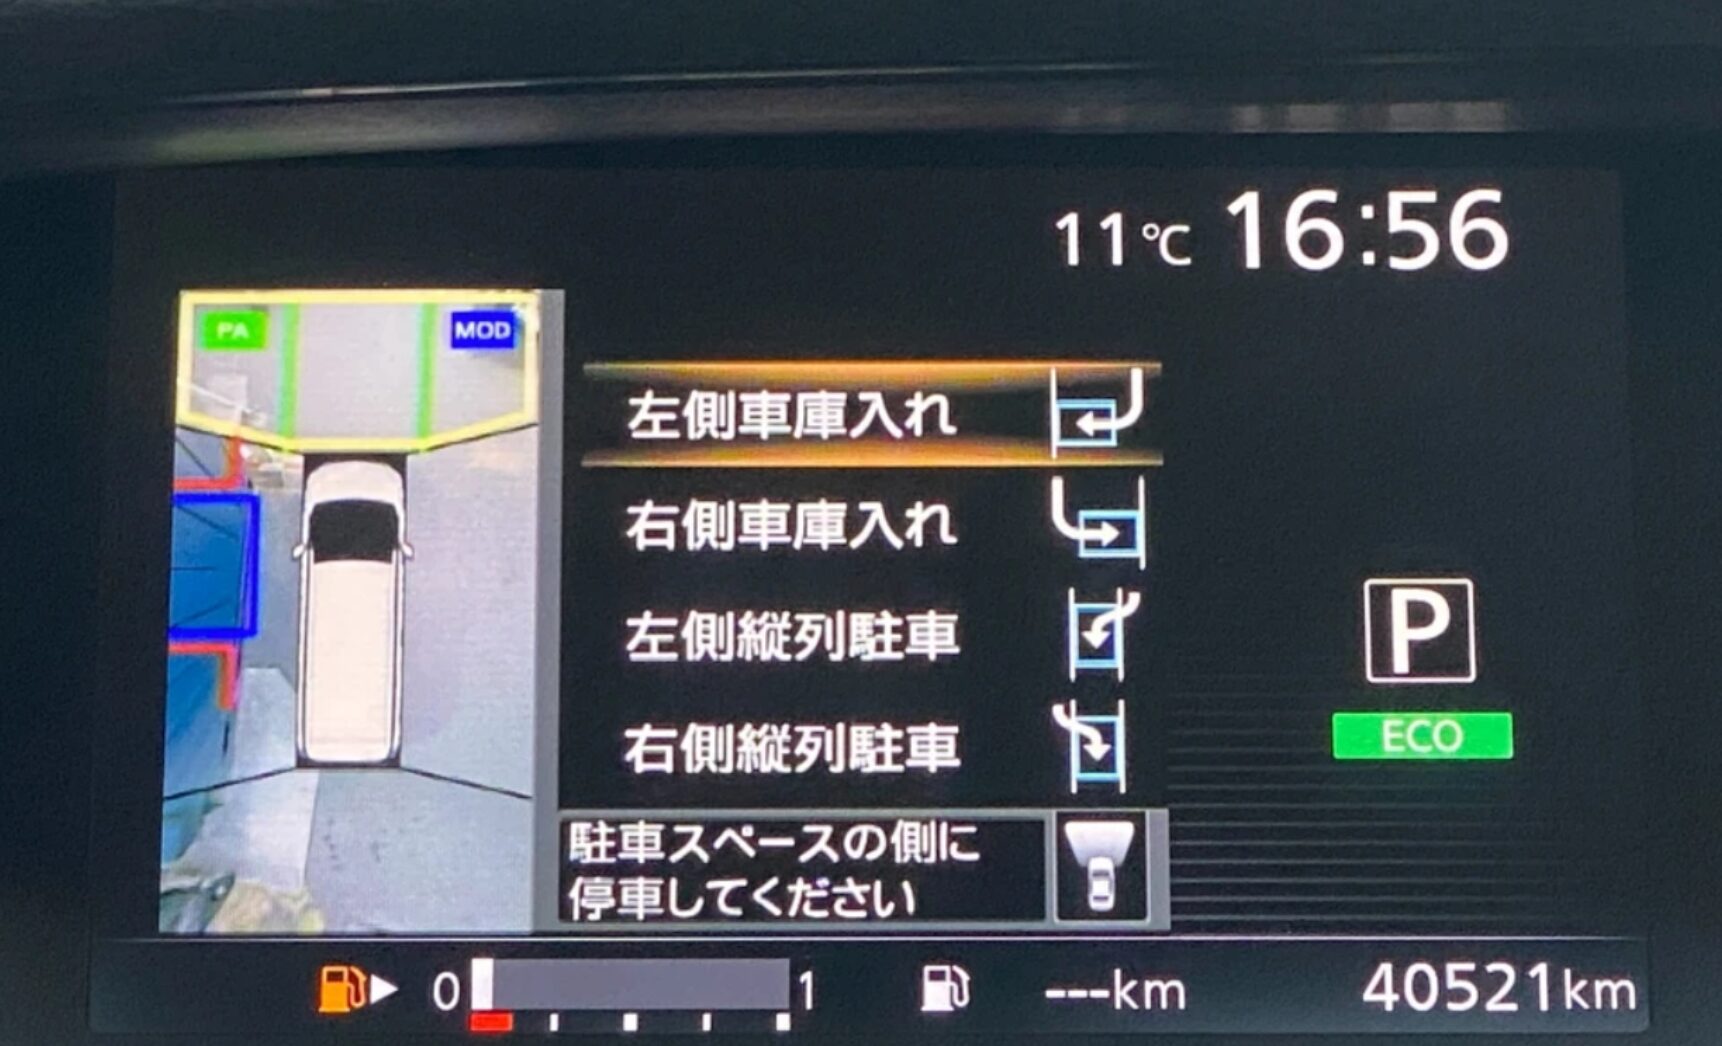 11℃ 16:56
PA
MOD
左側車庫入れ
右側車庫入れ
左側縦列駐車
右側縦列駐車
P
ECO
駐車スペースの側に
停車してください
0
1
---km
40521km